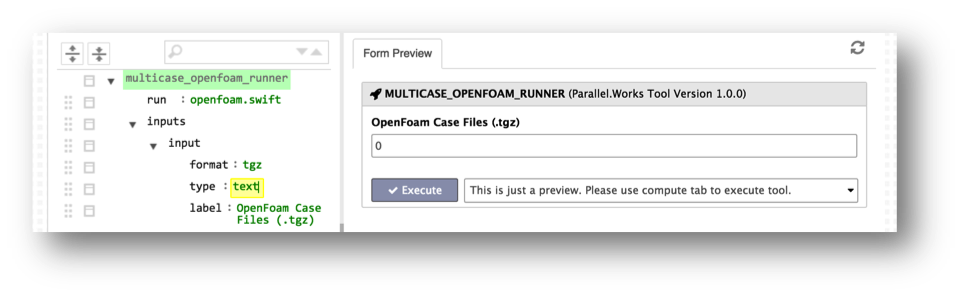 multicase_openfoam_runner
run : openfoam.swift
inputs
input
format : tgz
type : text
label : OpenFoam Case
Files (.tgz)
Form Preview
MULTICASE_OPENFOAM_RUNNER (Parallel.Works Tool Version 1.0.0)
OpenFoam Case Files (.tgz)
0
Execute This is just a preview. Please use compute tab to execute tool.